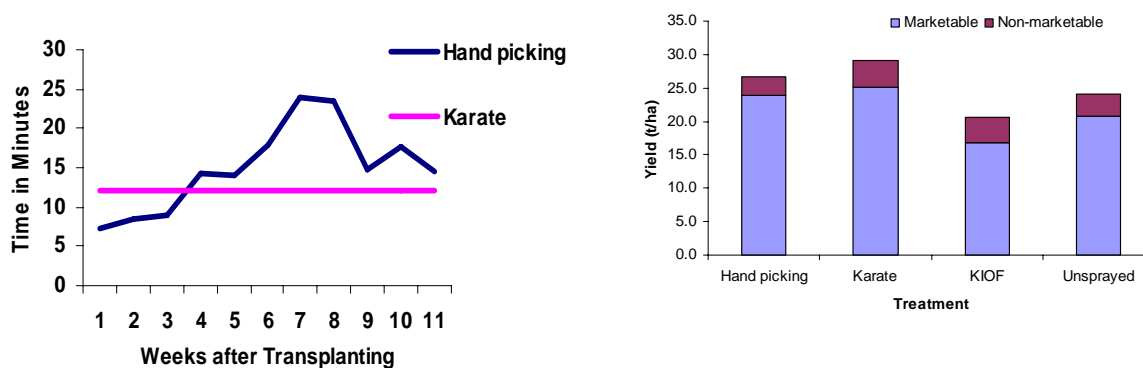 30
25
20
15
10
5
0
Time in Minutes
Hand picking
Karate
1 2 3 4 5 6 7 8 9 10 11
Weeks after Transplanting
Marketable Non-marketable
35.0
30.0
25.0
20.0
15.0
10.0
5.0
0.0
Yield (t/ha)
Hand picking Karate KIOF Unsprayed
Treatment